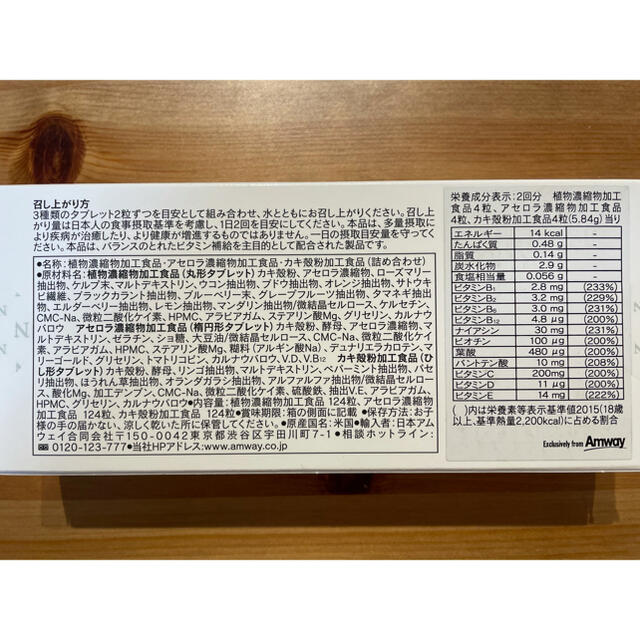 召し上がり方
3種類のタブレット2粒ずつを目安として組み合わせ、水とともにお召し上がりください。召し上
がり量は日本人の食事摂取基準を考慮し、1日2回を目安にしてください。本品は、多量摂取に
より疾病が治癒したり、より健康が増進するものではありません。一日の摂取目安量を守ってく
ださい。本品は、バランスのとれたビタミン補給を主目的として配合された製品です。
●名称:植物濃縮物加工食品・アセロラ濃縮物加工食品・カキ殻粉加工食品(詰め合わせ)
●原材料名:植物濃縮物加工食品(丸形タブレット)カキ殻粉、アセロラ濃縮物、ローズマリー
抽出物、ケルプ末、マルトデキストリン、ウコン抽出物、ブドウ抽出物、オレンジ抽出物、サトウキ
ビ繊維、ブラックカラント抽出物、ブルーベリー末、グレープフルーツ抽出物、タマネギ抽出
物、エルダーベリー抽出物、レモン抽出物、マンダリン抽出物/微結晶セルロース、ケルセチン、
CMC-Na、微粒二酸化ケイ素、HPMC、アラビアガム、ステアリン酸Mg、グリセリン、カルナウ
バロウ アセロラ濃縮物加工食品(楕円形タブレット)カキ殻粉、酵母、アセロラ濃縮物、マ
ルトデキストリン、ゼラチン、ショ糖、大豆油/微結晶セルロース、CMC-Na、微粒二酸化ケイ
素、アラビアガム、HPMC、ステアリン酸Mg、糊料(アルギン酸Na)、デュナリエラカロテン、マ
リーゴールド、グリセリン、トマトリコピン、カルナウバロウ、V.D、V.B12 カキ殻粉加工食品(ひ
し形タブレット)カキ殻粉、酵母、リンゴ抽出物、マルトデキストリン、ペパーミント抽出物、パセ
リ抽出物、ほうれん草抽出物、オランダガラシ抽出物、アルファルファ抽出物/微結晶セルロー
ス、酸化Mg、加工デンプン、CMC-Na、微粒二酸化ケイ素、硫酸鉄、抽出V.E、アラビアガム、
HPMC、グリセリン、カルナウバロウ●内容量:植物濃縮物加工食品 124粒、アセロラ濃縮物
加工食品 124粒、カキ殻粉加工食品 124粒●賞味期限:箱の側面に記載 ●保存方法:お子
様の手の届かない、涼しく乾いた所に保管してください。●原産国名:米国●輸入者:日本アム
ウェイ合同会社〒150-0042東京都渋谷区宇田川町7-1●相談ホットライン:
0120-123-777●当社HPアドレス:www.amway.co.jp
栄養成分表示:2回分 植物濃縮物加工
食品4粒、アセロラ濃縮物加工食品
4粒、カキ殻粉加工食品4粒(5.84g)当り
エネルギー 14 kcal -
たんぱく質 0.48 g -
脂質 0.14 g -
炭水化物 2.9 g -
食塩相当量 0.056 g -
ビタミンB1 2.8 mg (233%)
ビタミンB2 3.2 mg (229%)
ビタミンB6 3.0 mg (231%)
ビタミンB12 4.8 μg (200%)
ナイアシン 30 mg (231%)
ビオチン 100 μg (200%)
葉酸 480 μg (200%)
パントテン酸 10 mg (208%)
ビタミンC 200mg (200%)
ビタミンD 11 μg (200%)
ビタミンE 14 mg (222%)
( )内は栄養素等表示基準値2015(18歳
以上、基準熱量2,200kcal)に占める割合
Exclusively from Amway